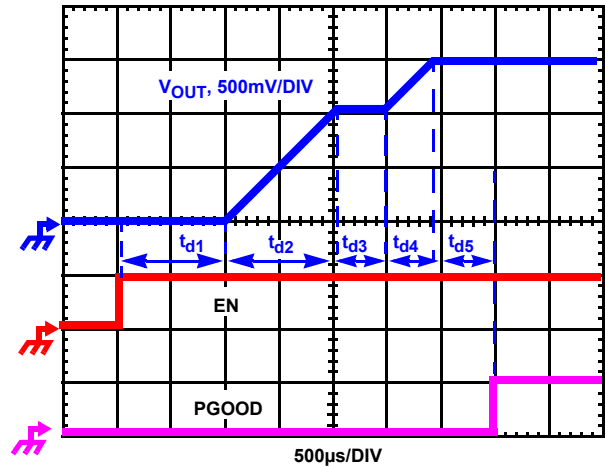 VOUT, 500mV/DIV
td1 td2 td3 td4 td5
EN
PGOOD
500µs/DIV